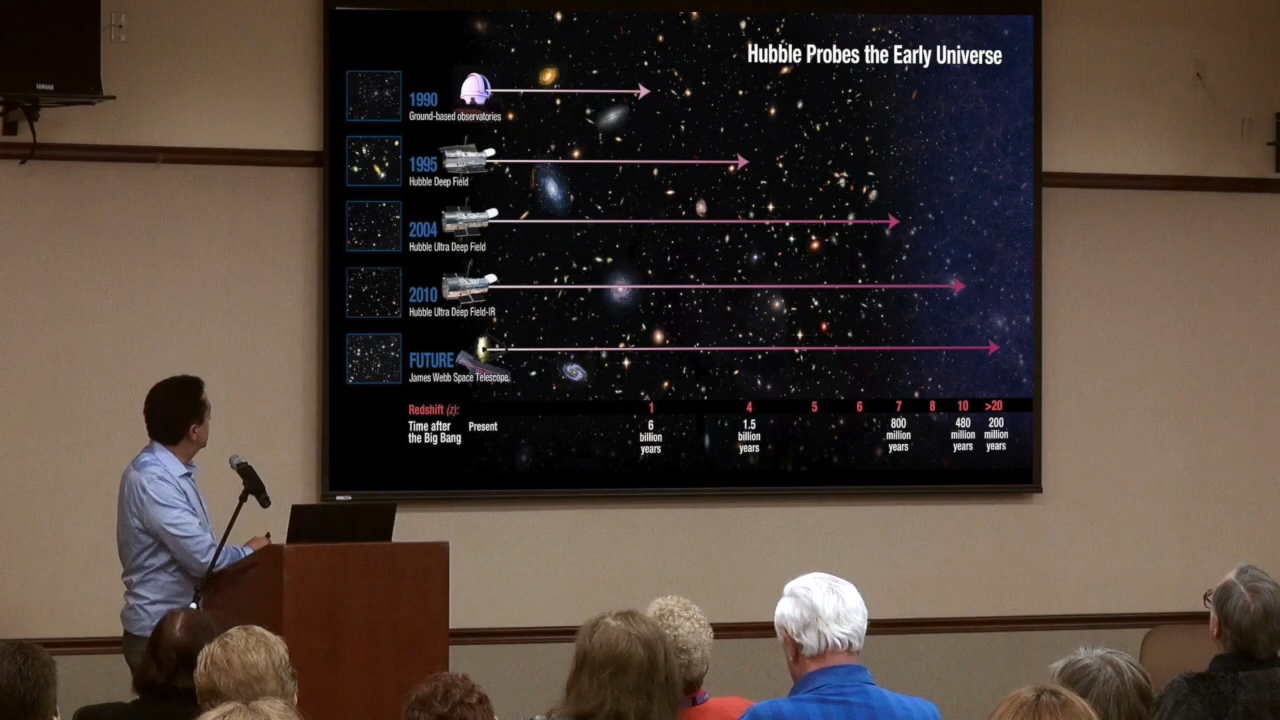 Hubble Probes the Early Universe
1990
Ground-based observatories
1995
Hubble Deep Field
2004
Hubble Ultra Deep Field
2010
Hubble Ultra Deep Field-IR
FUTURE
James Webb Space Telescope
Redshift (z): 1 4 5 6 7 8 10 >20
Time after the Big Bang
Present
6 billion years
1.5 billion years
800 million years
480 million years
200 million years